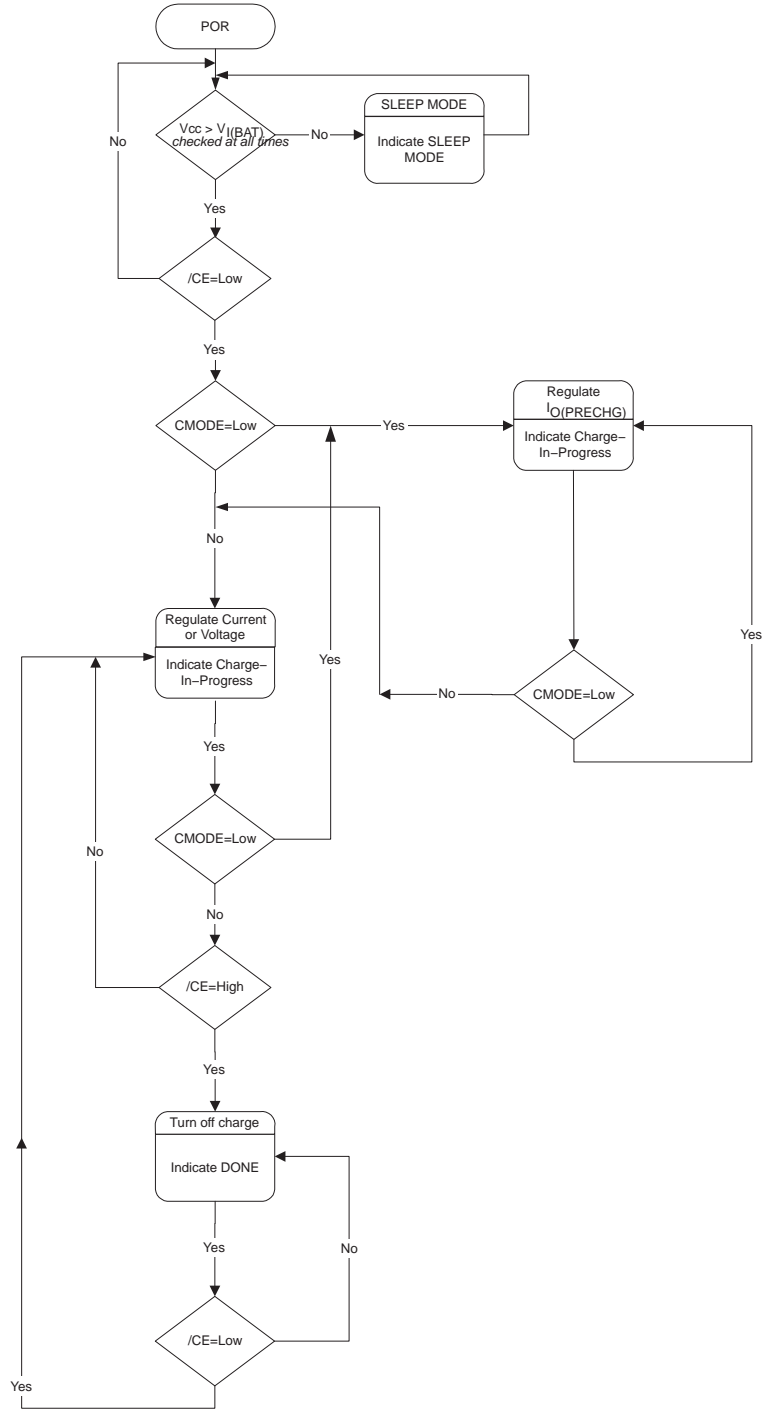 POR
Vcc > VI(BAT)
checked at all times
No
SLEEP MODE
Indicate SLEEP
MODE
No
Yes
/CE=Low
Yes
CMODE=Low
Yes
Regulate
IO(PRECHG)
Indicate Charge−
In−Progress
No
Regulate Current
or Voltage
Indicate Charge−
In−Progress
Yes
Yes
No
CMODE=Low
Yes
CMODE=Low
No
No
/CE=High
Yes
Turn off charge
Indicate DONE
Yes
No
/CE=Low
Yes